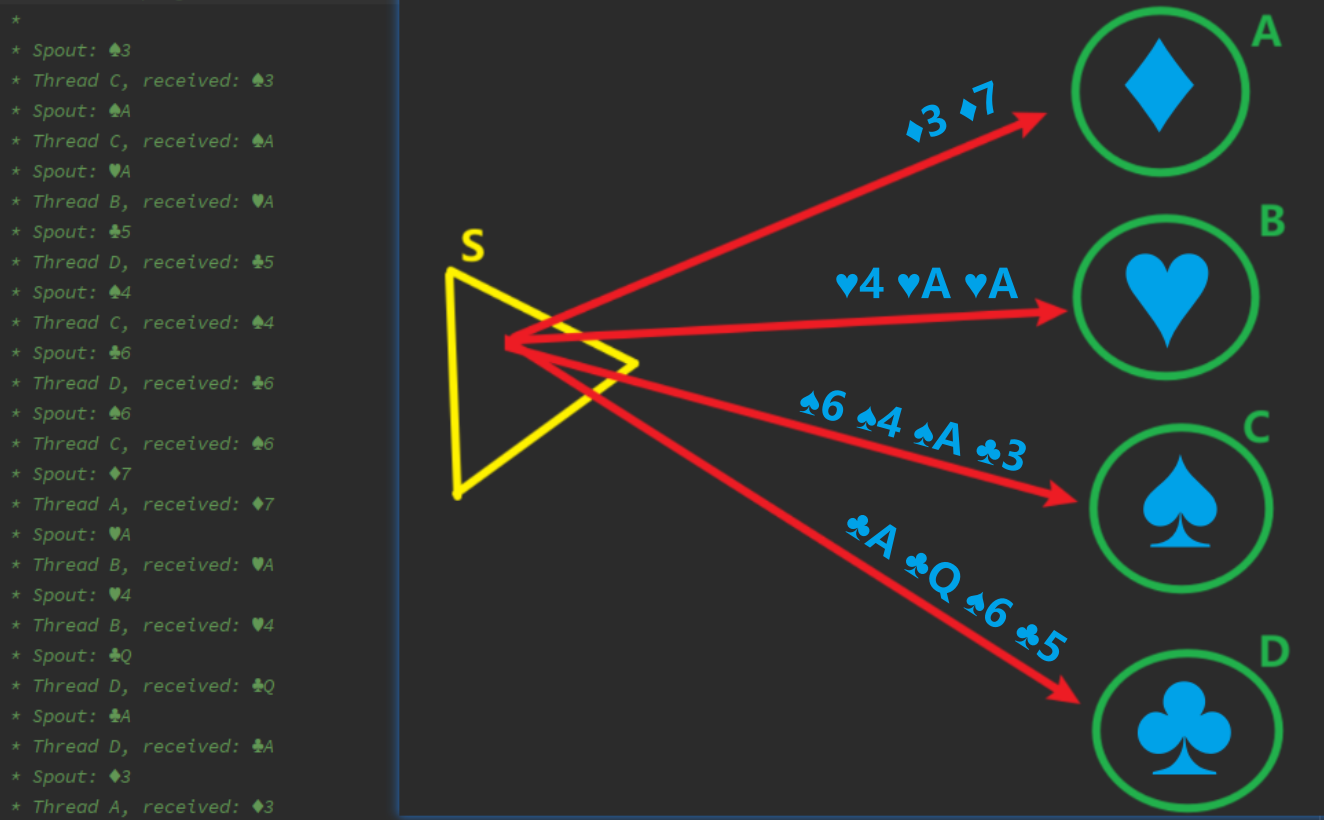 *
* Spout: ♠3
* Thread C, received: ♠3
* Spout: ♠A
* Thread C, received: ♠A
* Spout: ♥A
* Thread B, received: ♥A
* Spout: ♣5
* Thread D, received: ♣5
* Spout: ♠4
* Thread C, received: ♠4
* Spout: ♣6
* Thread D, received: ♣6
* Spout: ♠6
* Thread C, received: ♠6
* Spout: ♦7
* Thread A, received: ♦7
* Spout: ♥A
* Thread B, received: ♥A
* Spout: ♥4
* Thread B, received: ♥4
* Spout: ♣Q
* Thread D, received: ♣Q
* Spout: ♣A
* Thread D, received: ♣A
* Spout: ♦3
* Thread A, received: ♦3
S
♦3 ♦7
A
♦
♥4 ♥A ♥A
B
♥
♠6 ♠4 ♠A ♣3
C
♠
♣A ♣Q ♠6 ♣5
D
♣